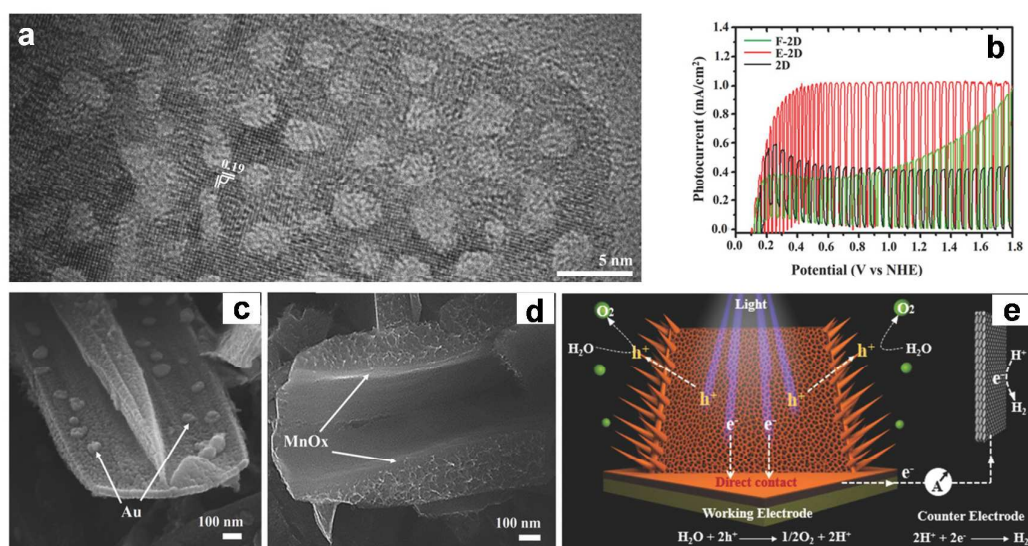 a
0.19
5 nm
b
F-2D
E-2D
2D
Photocurrent (mA/cm²)
1.4
1.2
1.0
0.8
0.6
0.4
0.2
0.0
0.0 0.2 0.4 0.6 0.8 1.0 1.2 1.4 1.6 1.8
Potential (V vs NHE)
c
Au
100 nm
d
MnOx
100 nm
e
Light
O₂
H₂O
h⁺
h⁺
e⁻
e⁻
h⁺
h⁺
O₂
H₂O
H⁺
e⁻
H₂
Direct contact
e⁻
A
Working Electrode
H₂O + 2h⁺ → 1/2O₂ + 2H⁺
Counter Electrode
2H⁺ + 2e⁻ → H₂